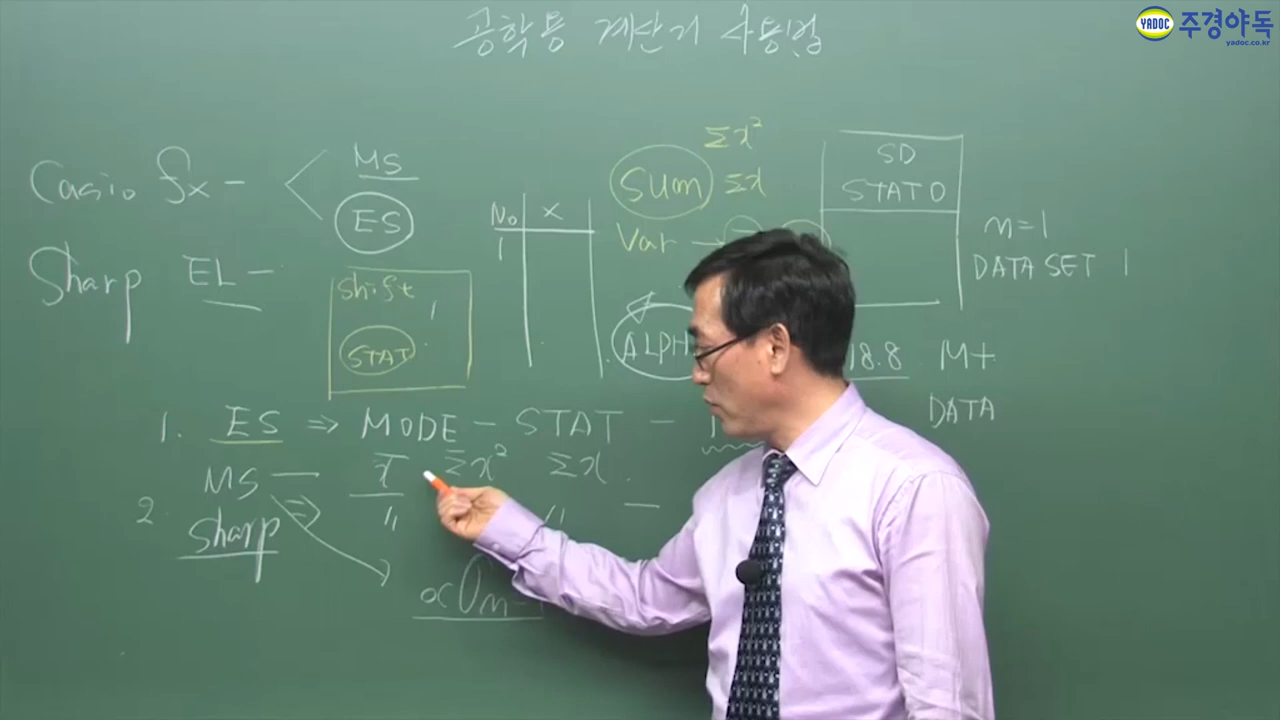 공학용 계산기 사용법
YADOC 주경야독
yadoc.co.kr
Casio fx - < MS
ES
Sharp EL -
shift 1
STAT
No X
1
Σx²
Sum Σx
Var →
SD
STAT 0
n=1
DATA SET 1
ALPH
18.8 M+
DATA
1. ES ⇒ MODE - STAT -
MS — x̄ Σx² Σx
2 Sharp ⇒ 〃 〃 —